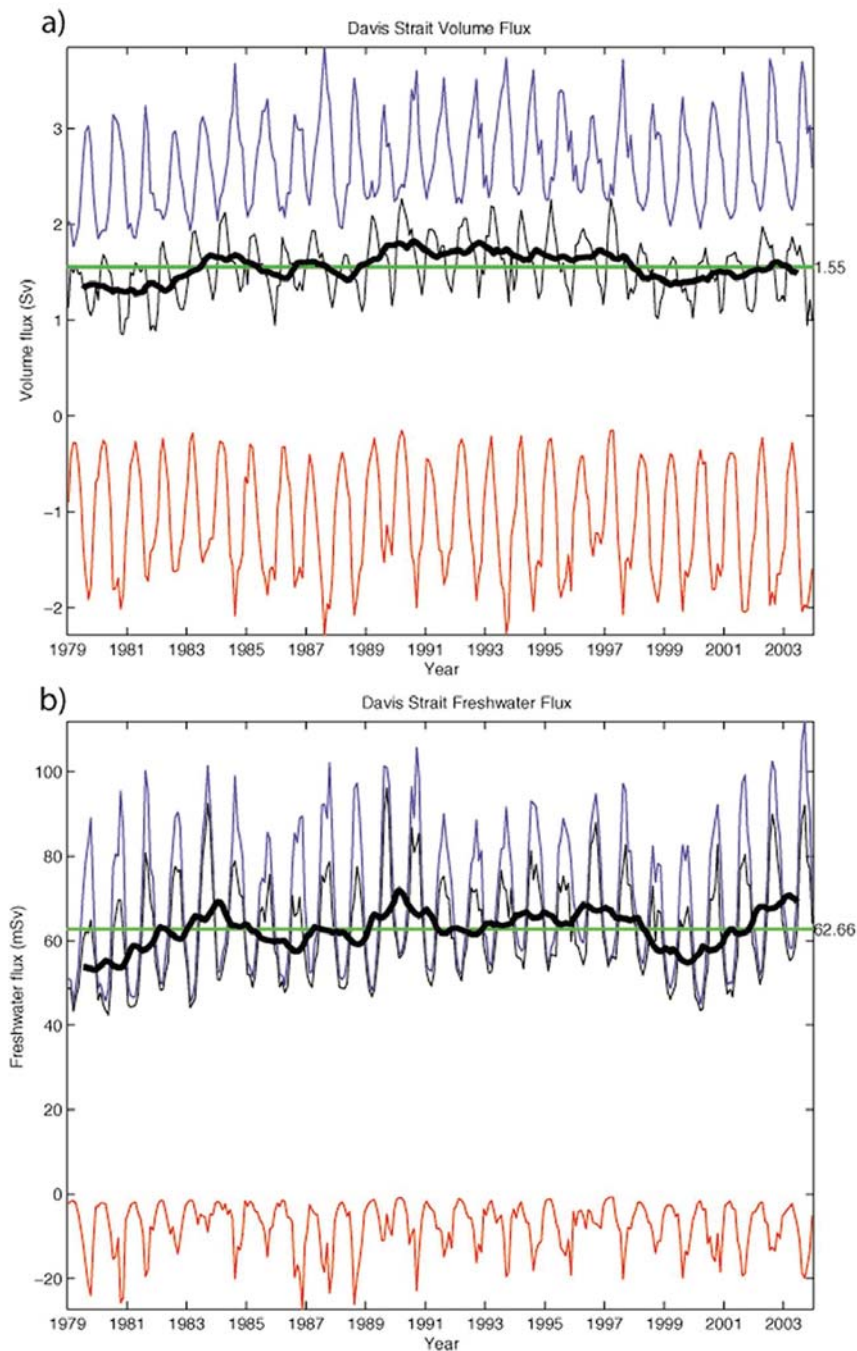 a)
Davis Strait Volume Flux
3
2
1
0
−1
−2
Volume flux (Sv)
1.55
1979 1981 1983 1985 1987 1989 1991 1993 1995 1997 1999 2001 2003
Year
b)
Davis Strait Freshwater Flux
100
80
60
40
20
0
−20
Freshwater flux (mSv)
62.66
1979 1981 1983 1985 1987 1989 1991 1993 1995 1997 1999 2001 2003
Year